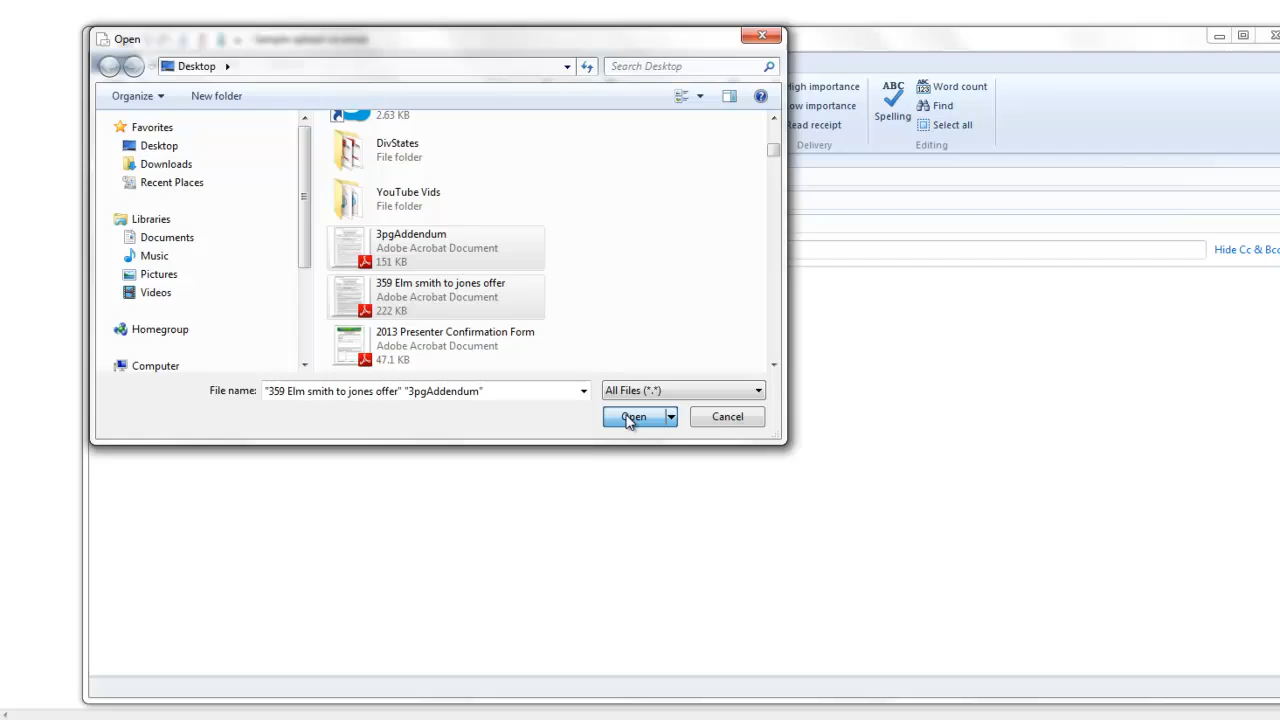 Open
Desktop
Search Desktop
Organize
New folder
High importance
Low importance
Read receipt
Delivery
ABC
Spelling
ABC
123
Word count
Find
Select all
Editing
Favorites
Desktop
Downloads
Recent Places
Libraries
Documents
Music
Pictures
Videos
Homegroup
Computer
2.63 KB
DivStates
File folder
YouTube Vids
File folder
3pgAddendum
Adobe Acrobat Document
151 KB
359 Elm smith to jones offer
Adobe Acrobat Document
222 KB
2013 Presenter Confirmation Form
Adobe Acrobat Document
47.1 KB
Hide Cc & Bcc
File name:
"359 Elm smith to jones offer" "3pgAddendum"
All Files (*.*)
Open
Cancel